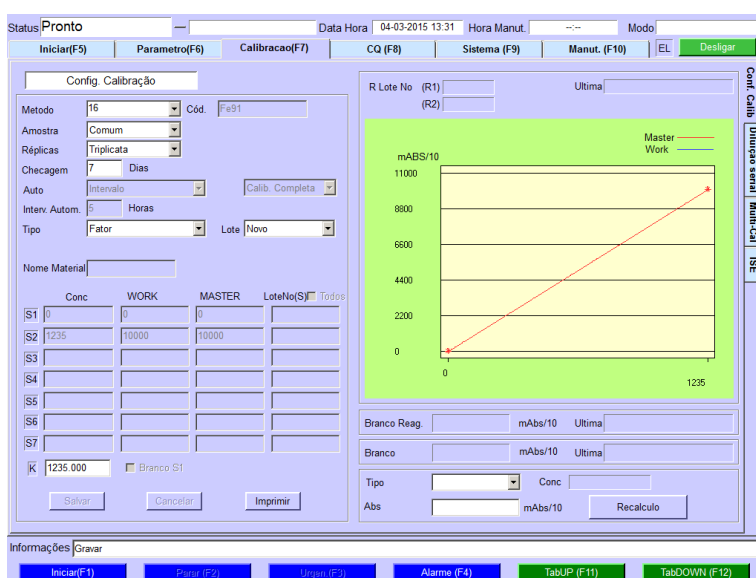 Status Pronto — Data Hora 04-03-2015 13:31 Hora Manut. --:-- Modo
Iniciar(F5) Parametro(F6) Calibracao(F7) CQ (F8) Sistema (F9) Manut. (F10) EL Desligar
Config. Calibração
Metodo 16 Cód. Fe91
Amostra Comum
Réplicas Triplicata
Checagem 7 Dias
Auto Intervalo Calib. Completa
Interv. Autom. 5 Horas
Tipo Fator Lote Novo
Nome Material
Conc WORK MASTER LoteNo(S) Todos
S1 0 0 0
S2 1235 10000 10000
S3
S4
S5
S6
S7
K 1235.000 Branco S1
Salvar Cancelar Imprimir
R Lote No (R1) Ultima
(R2)
Master
Work
mABS/10
11000
8800
6600
4400
2200
0
0
1235
Branco Reag. mAbs/10 Ultima
Branco mAbs/10 Ultima
Tipo Conc
Abs mAbs/10 Recalculo
Conf. Calib
Diluição serial
Multi-Cal
ISE
Informações Gravar
Iniciar(F1) Parar (F2) Urgen.(F3) Alarme (F4) TabUP (F11) TabDOWN (F12)